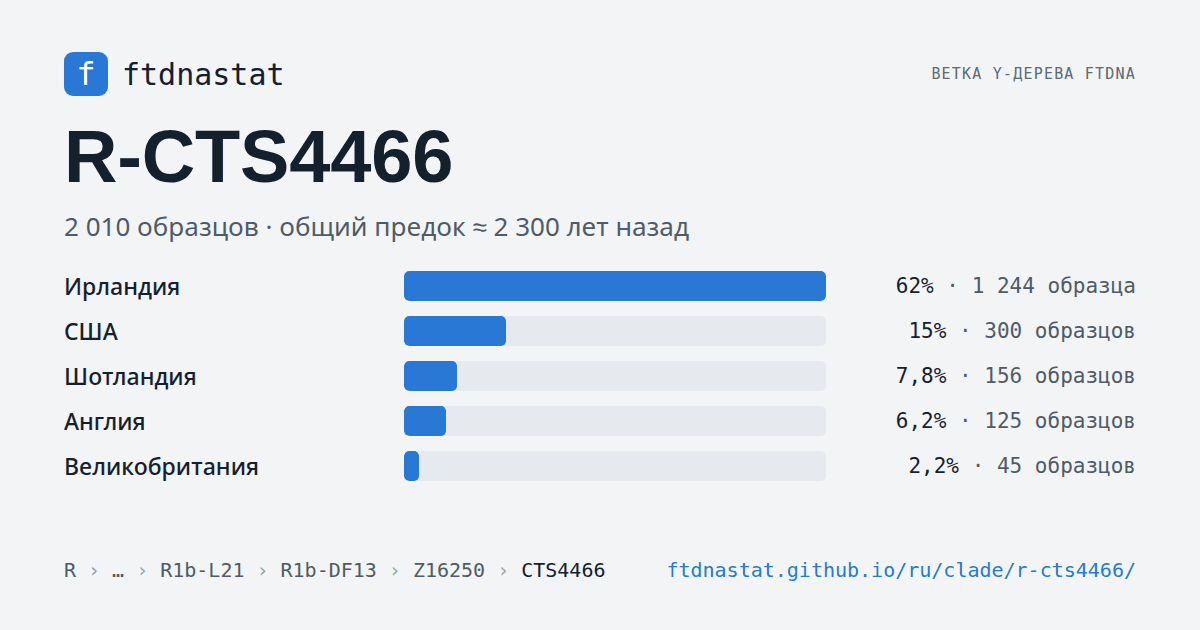 f ftdnastat
ВЕТКА Y-ДЕРЕВА FTDNA
R-CTS4466
2 010 образцов · общий предок ≈ 2 300 лет назад
Ирландия 62% · 1 244 образца
США 15% · 300 образцов
Шотландия 7,8% · 156 образцов
Англия 6,2% · 125 образцов
Великобритания 2,2% · 45 образцов
R › … › R1b-L21 › R1b-DF13 › Z16250 › CTS4466
ftdnastat.github.io/ru/clade/r-cts4466/